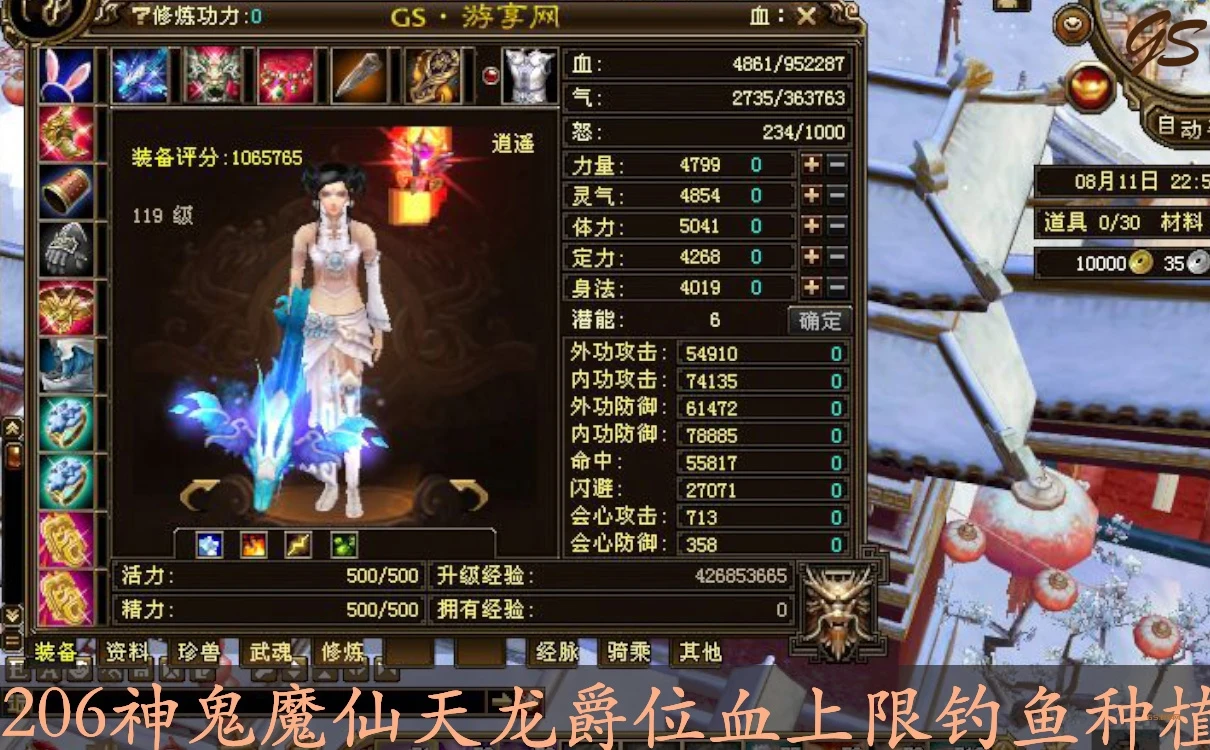 修炼功力:0
GS·游享网
血: ×
GS
血: 4861/952287
气: 2735/363763
怒: 234/1000
力量: 4799 0 + -
灵气: 4854 0 + -
体力: 5041 0 + -
定力: 4268 0 + -
身法: 4019 0 + -
潜能: 6 确定
外功攻击: 54910 0
内功攻击: 74135 0
外功防御: 61472 0
内功防御: 78885 0
命中: 55817 0
闪避: 27071 0
会心攻击: 713 0
会心防御: 358 0
装备评分:1065765
逍遥
119 级
自动
08月11日 22:5
道具 0/30 材料
10000 35
活力: 500/500 升级经验: 426853665
精力: 500/500 拥有经验: 0
装备 资料 珍兽 武魂 修炼 经脉 骑乘 其他
206神鬼魔仙天龙爵位血上限钓鱼种植